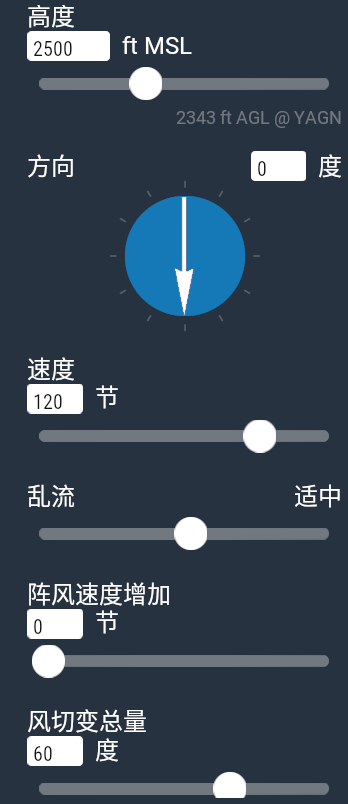 高度
2500 ft MSL
2343 ft AGL @ YAGN
方向 0 度
速度
120 节
乱流 适中
阵风速度增加
0 节
风切变总量
60 度